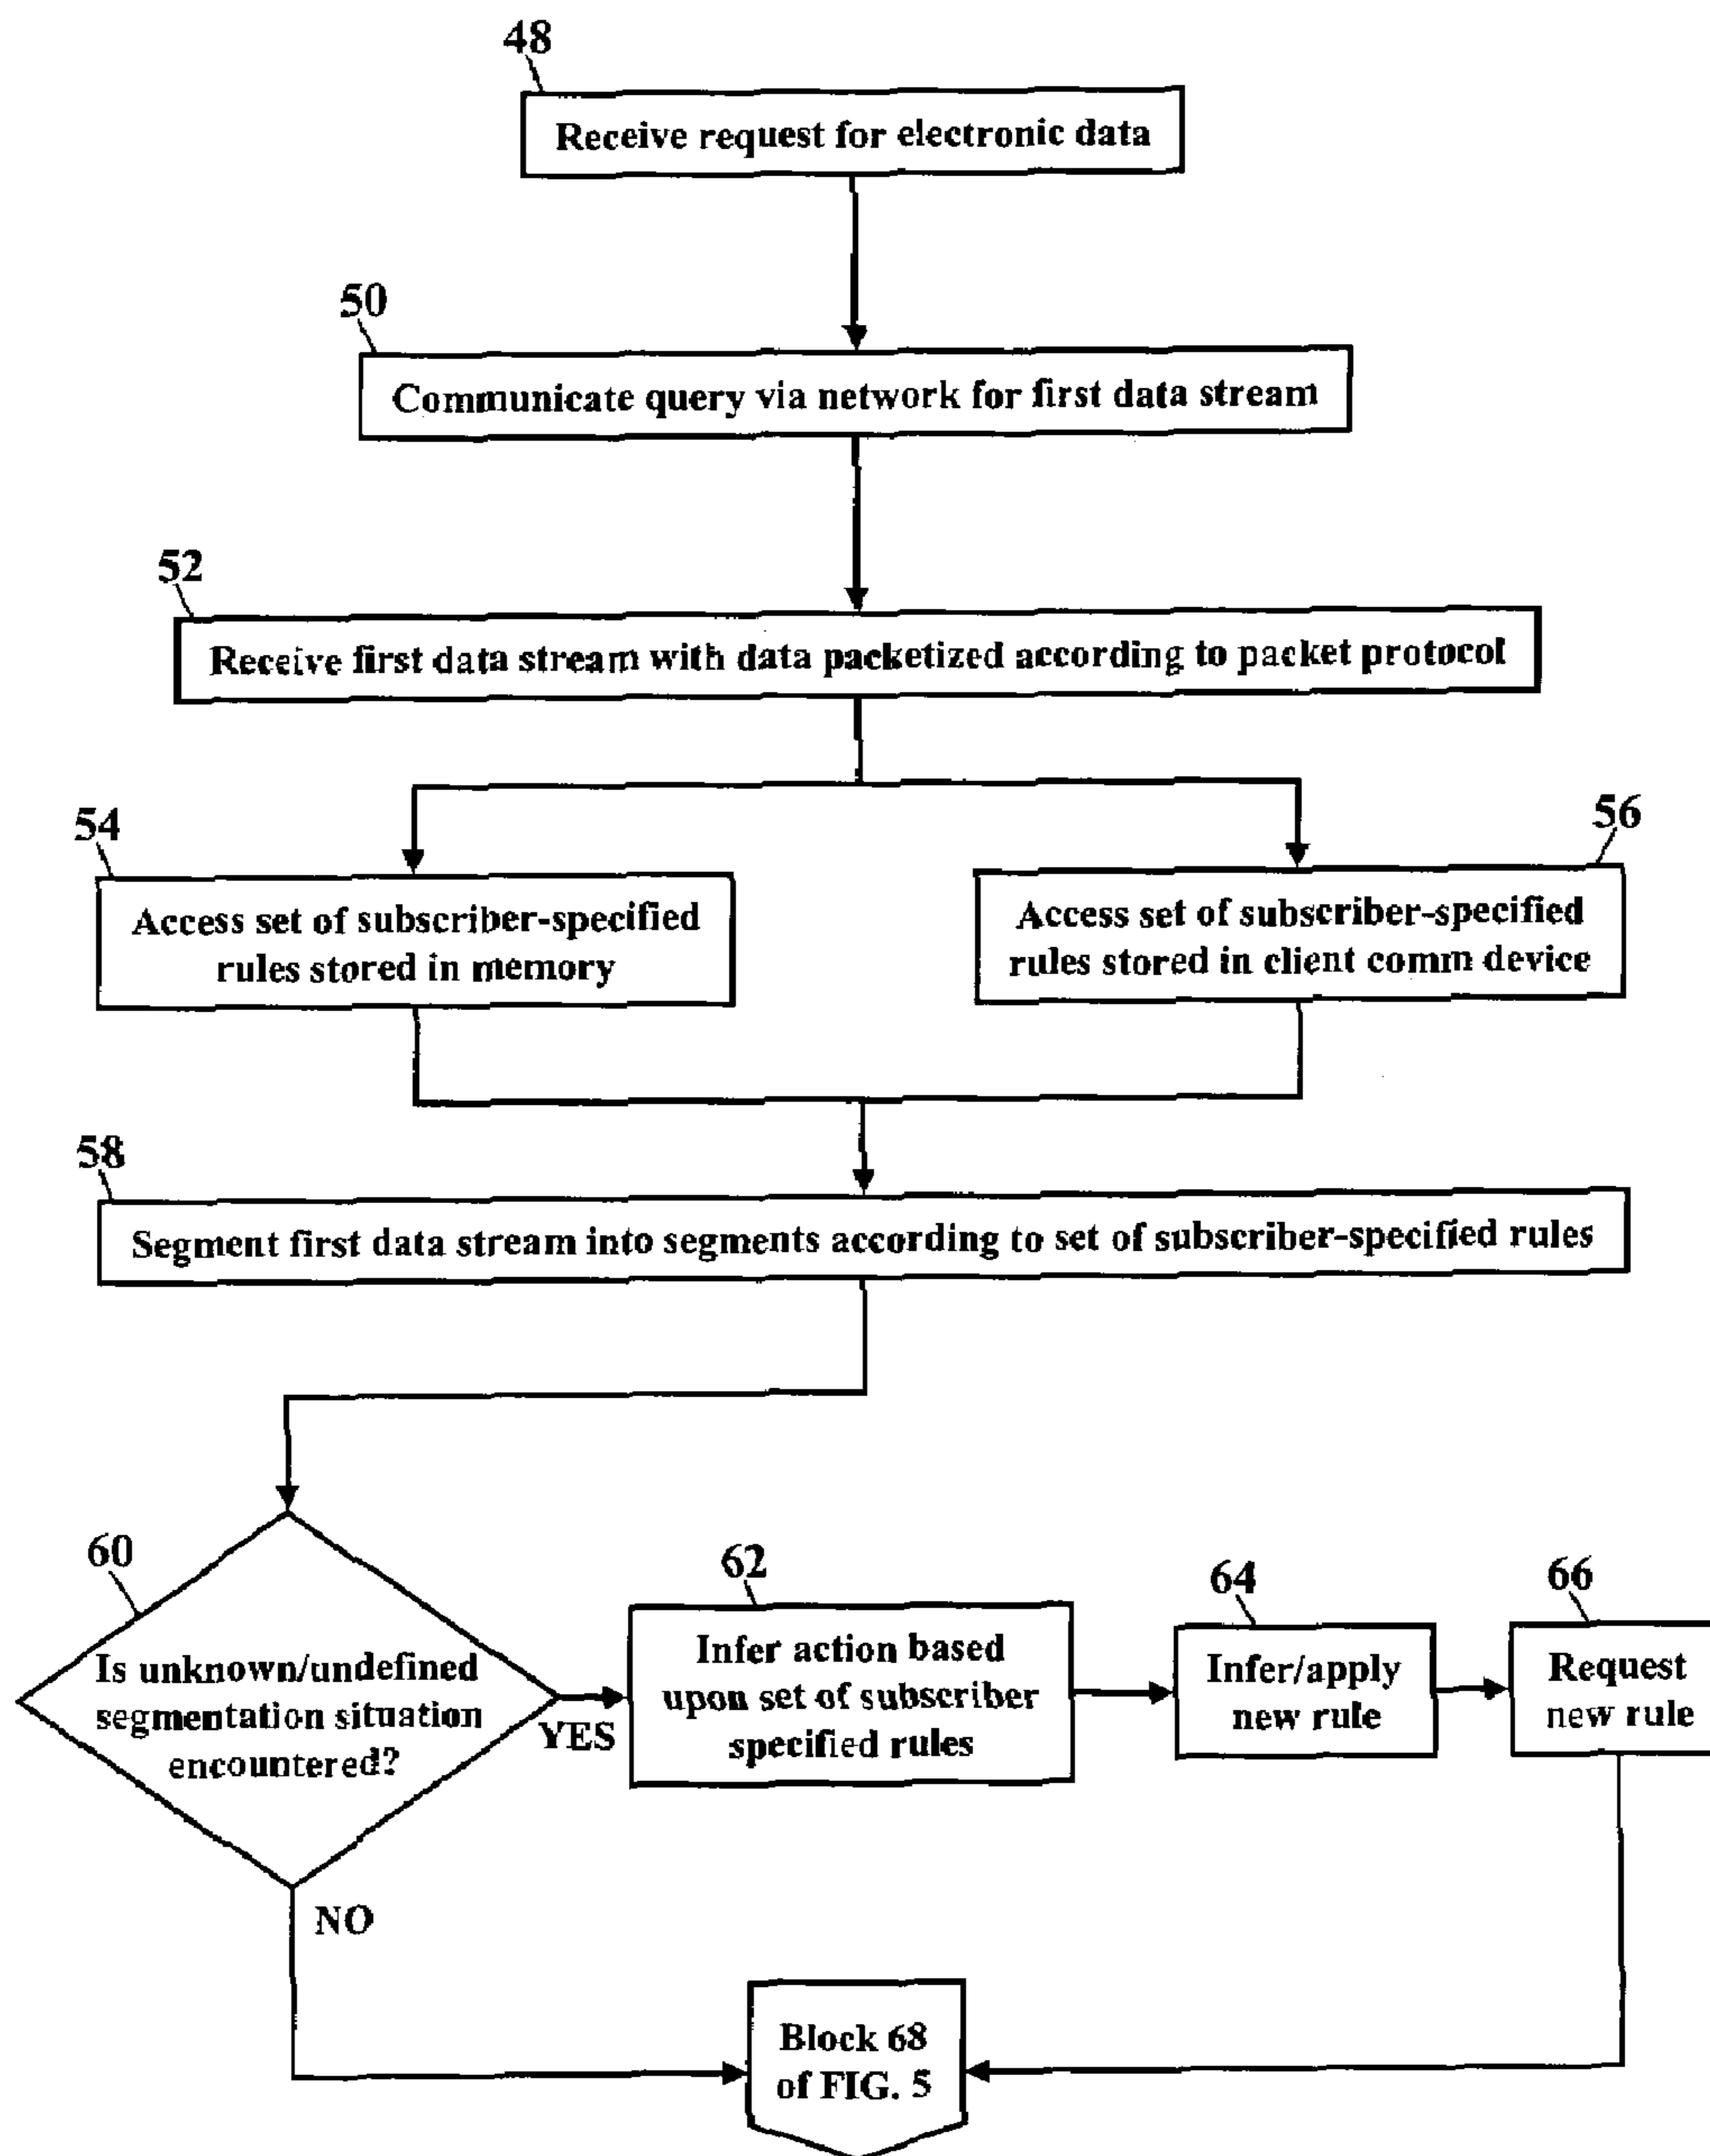 48
Receive request for electronic data
50
Communicate query via network for first data stream
52
Receive first data stream with data packetized according to packet protocol
54
Access set of subscriber-specified
rules stored in memory
56
Access set of subscriber-specified
rules stored in client comm device
58
Segment first data stream into segments according to set of subscriber-specified rules
60
Is unknown/undefined
segmentation situation
encountered?
YES
62
Infer action based
upon set of subscriber
specified rules
64
Infer/apply
new rule
66
Request
new rule
NO
Block 68
of FIG. 5